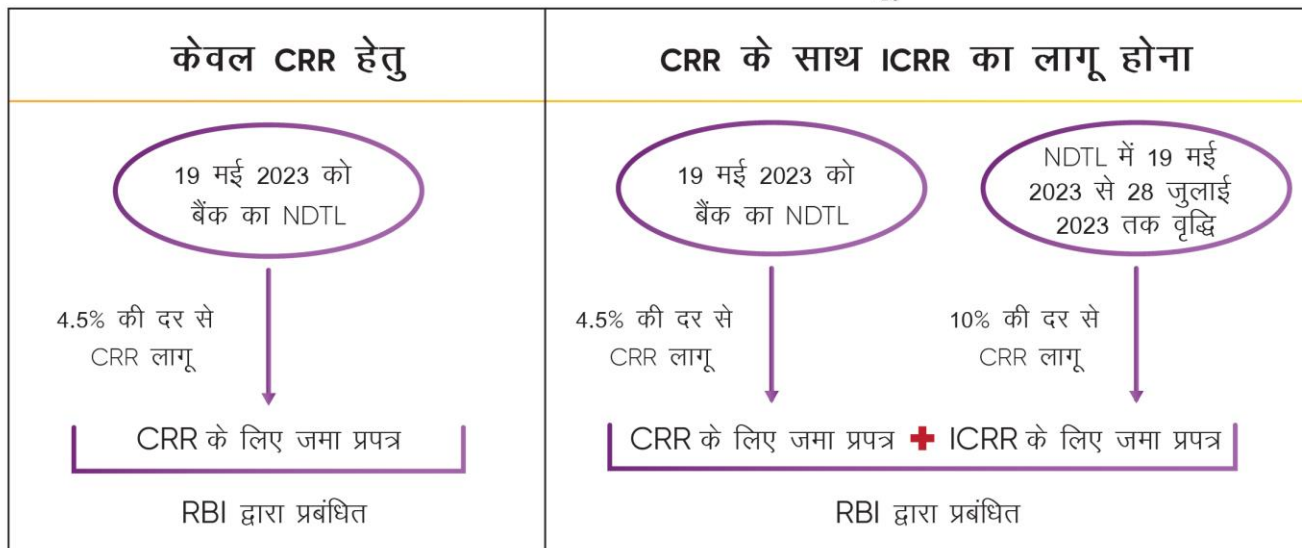 केवल CRR हेतु
19 मई 2023 को
बैंक का NDTL
4.5% की दर से
CRR लागू
CRR के लिए जमा प्रपत्र
RBI द्वारा प्रबंधित
CRR के साथ ICRR का लागू होना
19 मई 2023 को
बैंक का NDTL
NDTL में 19 मई
2023 से 28 जुलाई
2023 तक वृद्धि
4.5% की दर से
CRR लागू
10% की दर से
CRR लागू
CRR के लिए जमा प्रपत्र + ICRR के लिए जमा प्रपत्र
RBI द्वारा प्रबंधित